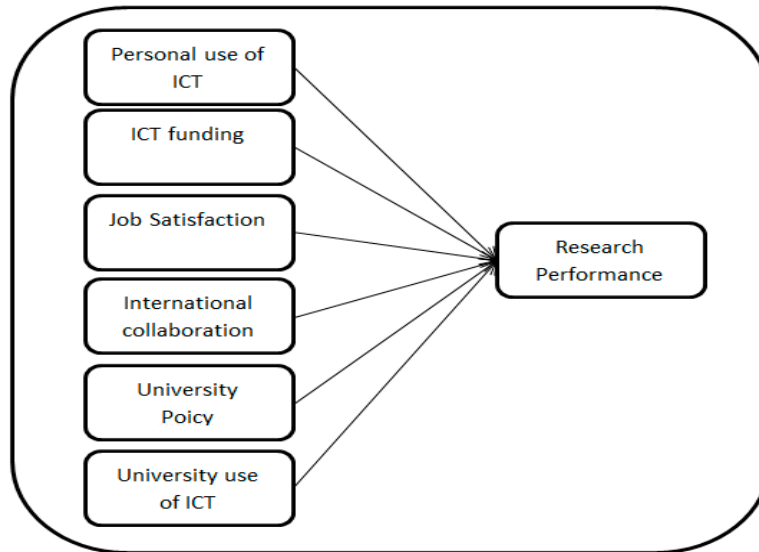 Personal use of
ICT
ICT funding
Job Satisfaction
International
collaboration
University
Poicy
University use
of ICT
Research
Performance